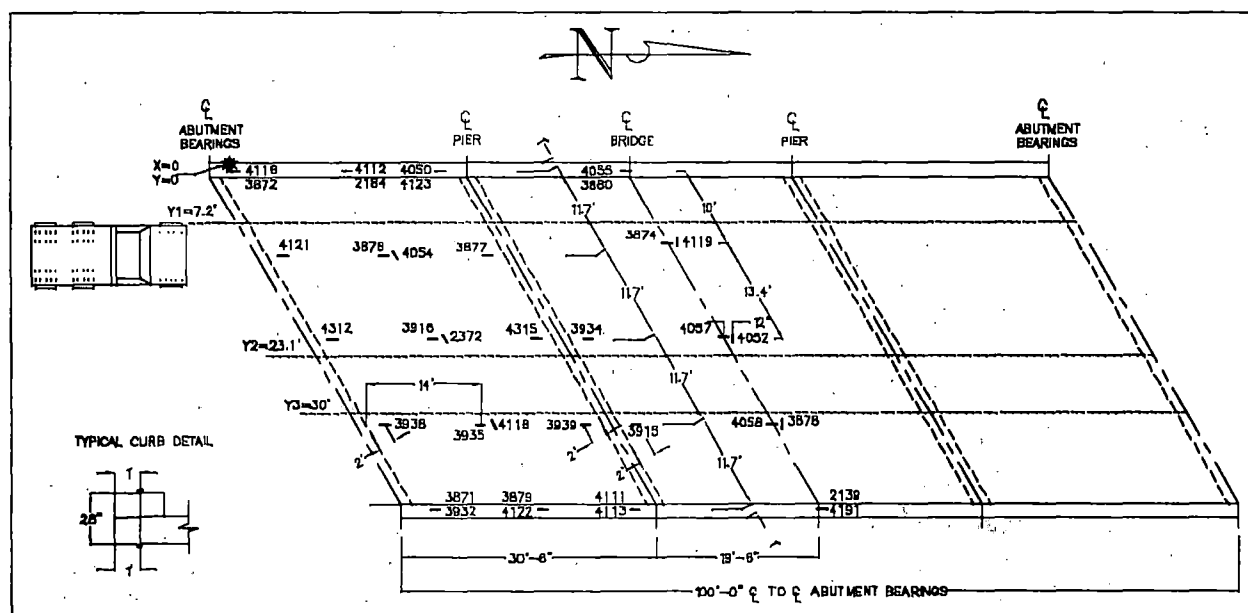 N
℄ ABUTMENT BEARINGS
℄ PIER
℄ BRIDGE
℄ PIER
℄ ABUTMENT BEARINGS
X=0
Y=0
4116 4112 4050 4055
3872 2184 4123 3880
Y1=7.2'
11.7' 10'
3874 4119
4121 3878 4054 3877
11.7' 13.4'
4312 3916 2372 4315 3934 4057 12" 4052
Y2=23.1'
11.7'
14'
Y3=30'
3938 3935 4118 3939 3915 4058 3878
2' 2' 2' 11.7'
TYPICAL CURB DETAIL
1'
28"
1'
3871 3879 4111 2139
3932 4122 4113 4191
30'-6" 19'-6"
100'-0" ℄ TO ℄ ABUTMENT BEARINGS